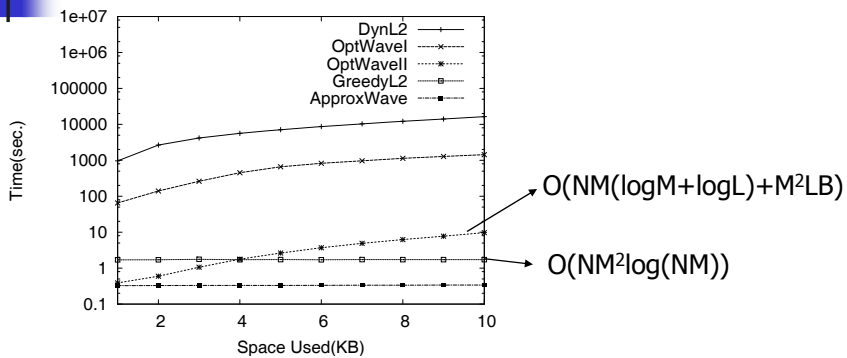 1e+07
1e+06
100000
10000
1000
100
10
1
0.1
Time(sec.)
DynL2
OptWaveI
OptWaveII
GreedyL2
ApproxWave
2
4
6
8
10
Space Used(KB)
O(NM(logM+logL)+M²LB)
O(NM²log(NM))